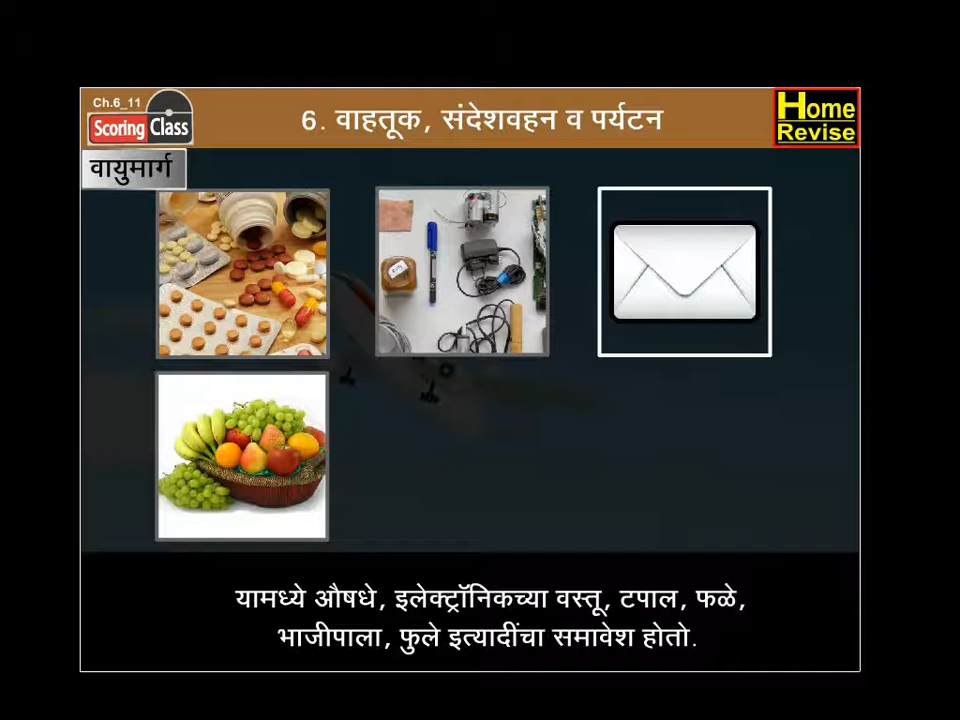 Ch.6_11
Scoring Class
6. वाहतूक, संदेशवहन व पर्यटन
Home
Revise
वायुमार्ग
यामध्ये औषधे, इलेक्ट्रॉनिकच्या वस्तू, टपाल, फळे,
भाजीपाला, फुले इत्यादींचा समावेश होतो.